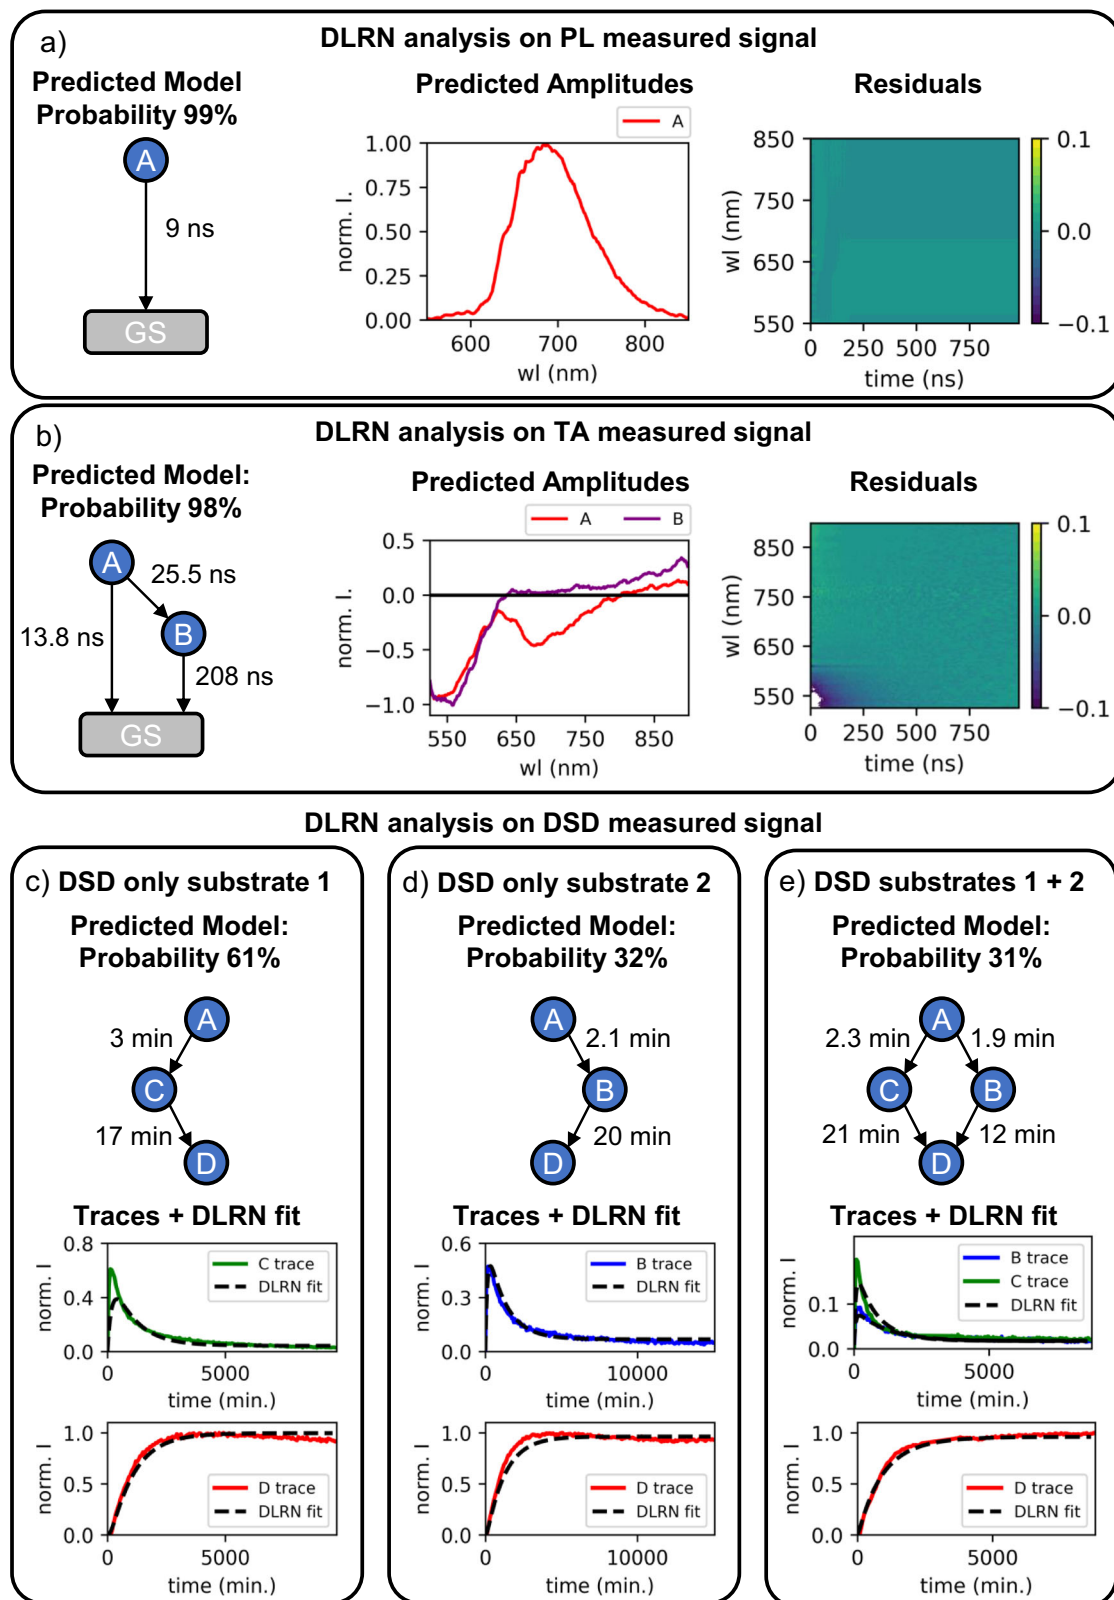 a)
DLRN analysis on PL measured signal
Predicted Model
Probability 99%
A
9 ns
GS
Predicted Amplitudes
A
1.00
0.75
0.50
0.25
0.00
norm. I.
600
700
800
wl (nm)
Residuals
850
750
650
550
wl (nm)
0
250
500
750
time (ns)
0.1
0.0
−0.1
b)
DLRN analysis on TA measured signal
Predicted Model:
Probability 98%
A
25.5 ns
B
13.8 ns
208 ns
GS
Predicted Amplitudes
A
B
0.5
0.0
−0.5
−1.0
norm. I.
550
650
750
850
wl (nm)
Residuals
850
750
650
550
wl (nm)
0
250
500
750
time (ns)
0.1
0.0
−0.1
DLRN analysis on DSD measured signal
c) DSD only substrate 1
Predicted Model:
Probability 61%
A
3 min
C
17 min
D
Traces + DLRN fit
0.8
0.4
0.0
norm. I
C trace
DLRN fit
0
5000
time (min.)
1.0
0.5
0.0
norm. I
D trace
DLRN fit
0
5000
time (min.)
d) DSD only substrate 2
Predicted Model:
Probability 32%
A
2.1 min
B
20 min
D
Traces + DLRN fit
0.6
0.3
0.0
norm. I
B trace
DLRN fit
0
10000
time (min.)
1.0
0.5
0.0
norm. I
D trace
DLRN fit
0
10000
time (min.)
e) DSD substrates 1 + 2
Predicted Model:
Probability 31%
A
2.3 min
1.9 min
C
B
21 min
12 min
D
Traces + DLRN fit
0.1
0.0
norm. I
B trace
C trace
DLRN fit
0
5000
time (min.)
1.0
0.5
0.0
norm. I
D trace
DLRN fit
0
5000
time (min.)